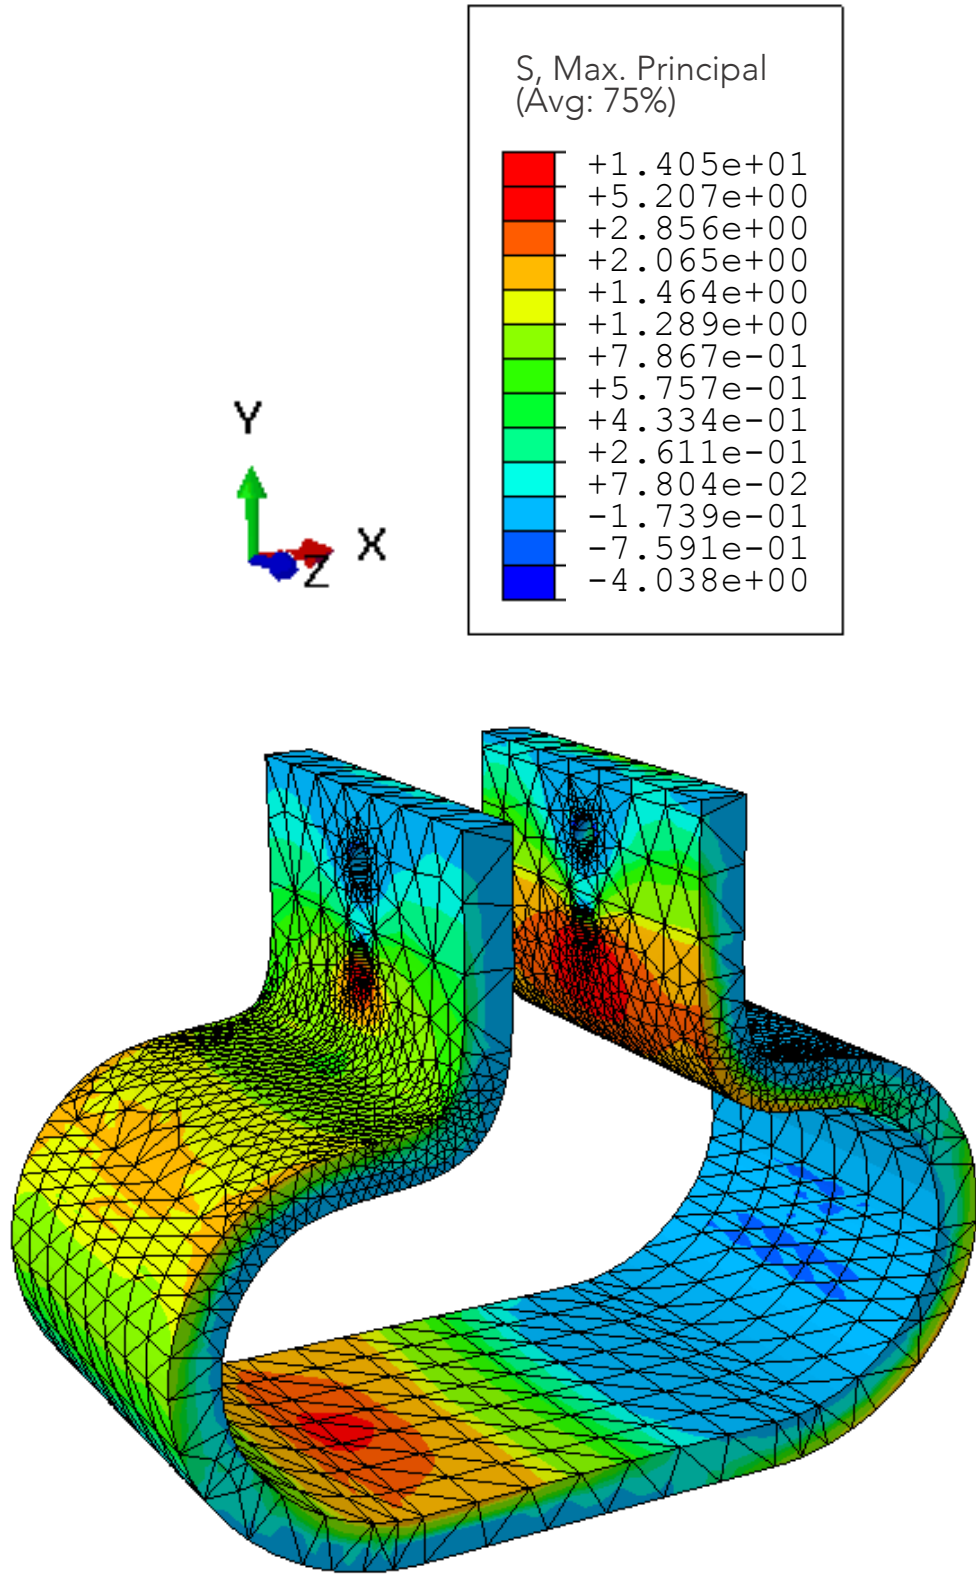 S, Max. Principal
(Avg: 75%)
+1.405e+01
+5.207e+00
+2.856e+00
+2.065e+00
+1.464e+00
+1.289e+00
+7.867e-01
+5.757e-01
+4.334e-01
+2.611e-01
+7.804e-02
-1.739e-01
-7.591e-01
-4.038e+00
Y
X
Z